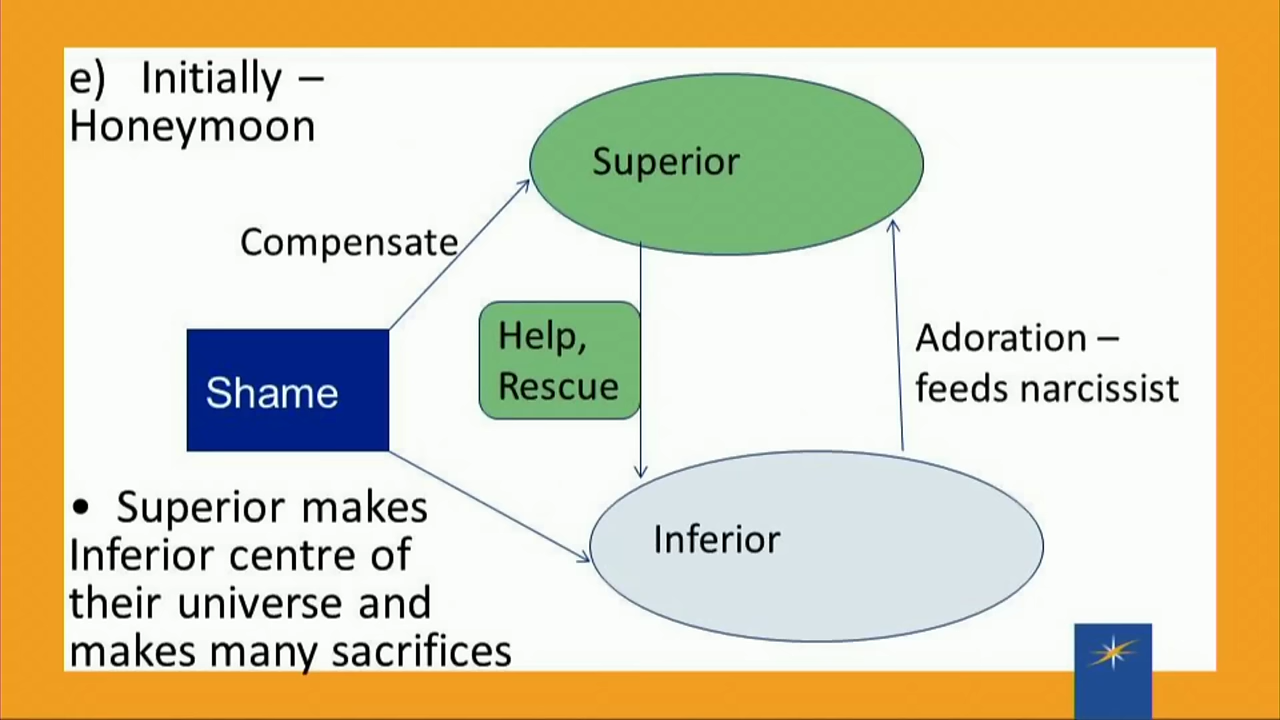 e) Initially –
Honeymoon
Superior
Compensate
Help,
Rescue
Adoration –
feeds narcissist
Shame
Inferior
• Superior makes
Inferior centre of
their universe and
makes many sacrifices